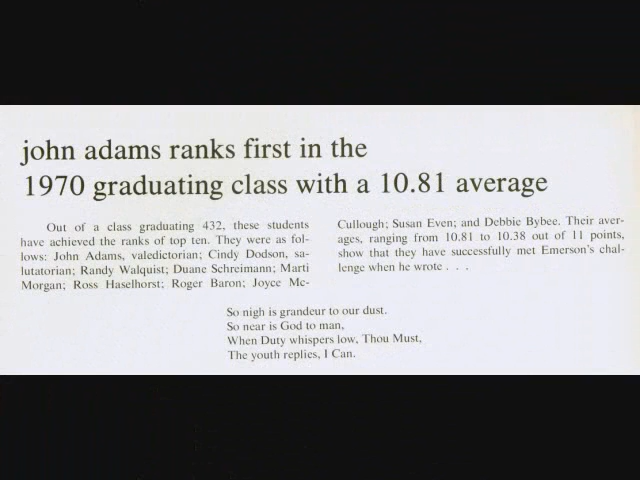 john adams ranks first in the
1970 graduating class with a 10.81 average
Out of a class graduating 432, these students
have achieved the ranks of top ten. They were as fol-
lows: John Adams, valedictorian; Cindy Dodson, sa-
lutatorian; Randy Walquist; Duane Schreimann; Marti
Morgan; Ross Haselhorst; Roger Baron; Joyce Mc-
Cullough; Susan Even; and Debbie Bybee. Their aver-
ages, ranging from 10.81 to 10.38 out of 11 points,
show that they have successfully met Emerson's chal-
lenge when he wrote . . .
So nigh is grandeur to our dust.
So near is God to man,
When Duty whispers low, Thou Must,
The youth replies, I Can.